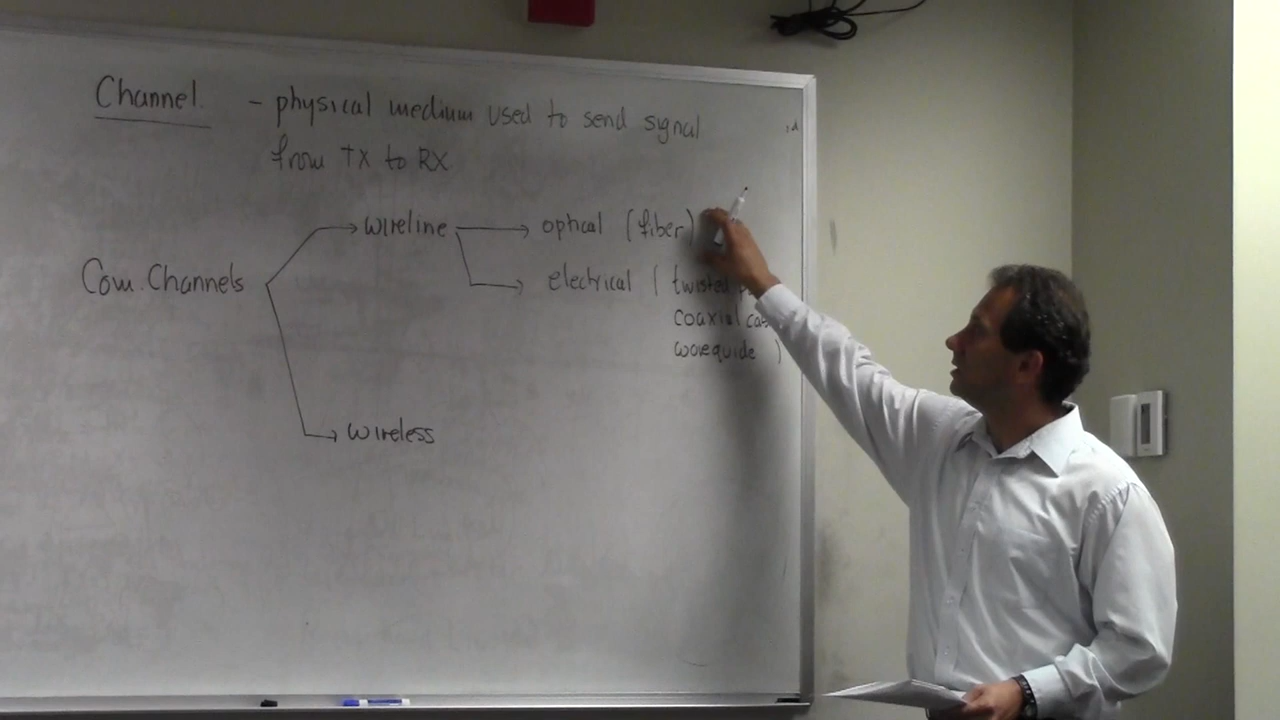 Channel - physical medium used to send signal
from TX to RX
wireline optical (fiber)
Com. Channels electrical ( twisted
coaxial
waveguide )
wireless